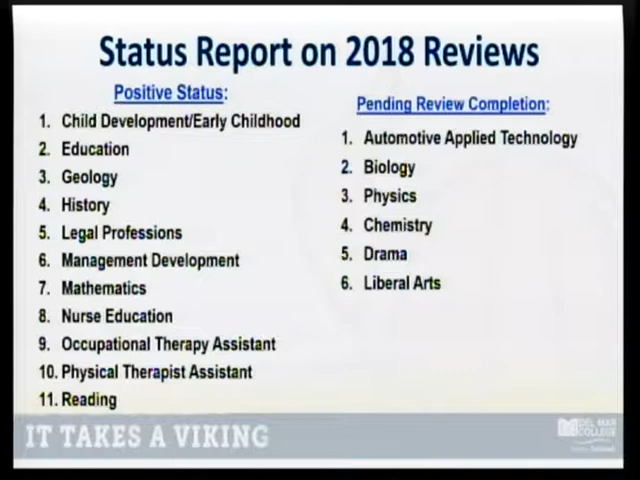 Status Report on 2018 Reviews
Positive Status:
1. Child Development/Early Childhood
2. Education
3. Geology
4. History
5. Legal Professions
6. Management Development
7. Mathematics
8. Nurse Education
9. Occupational Therapy Assistant
10. Physical Therapist Assistant
11. Reading
Pending Review Completion:
1. Automotive Applied Technology
2. Biology
3. Physics
4. Chemistry
5. Drama
6. Liberal Arts
IT TAKES A VIKING
DEL MAR
COLLEGE